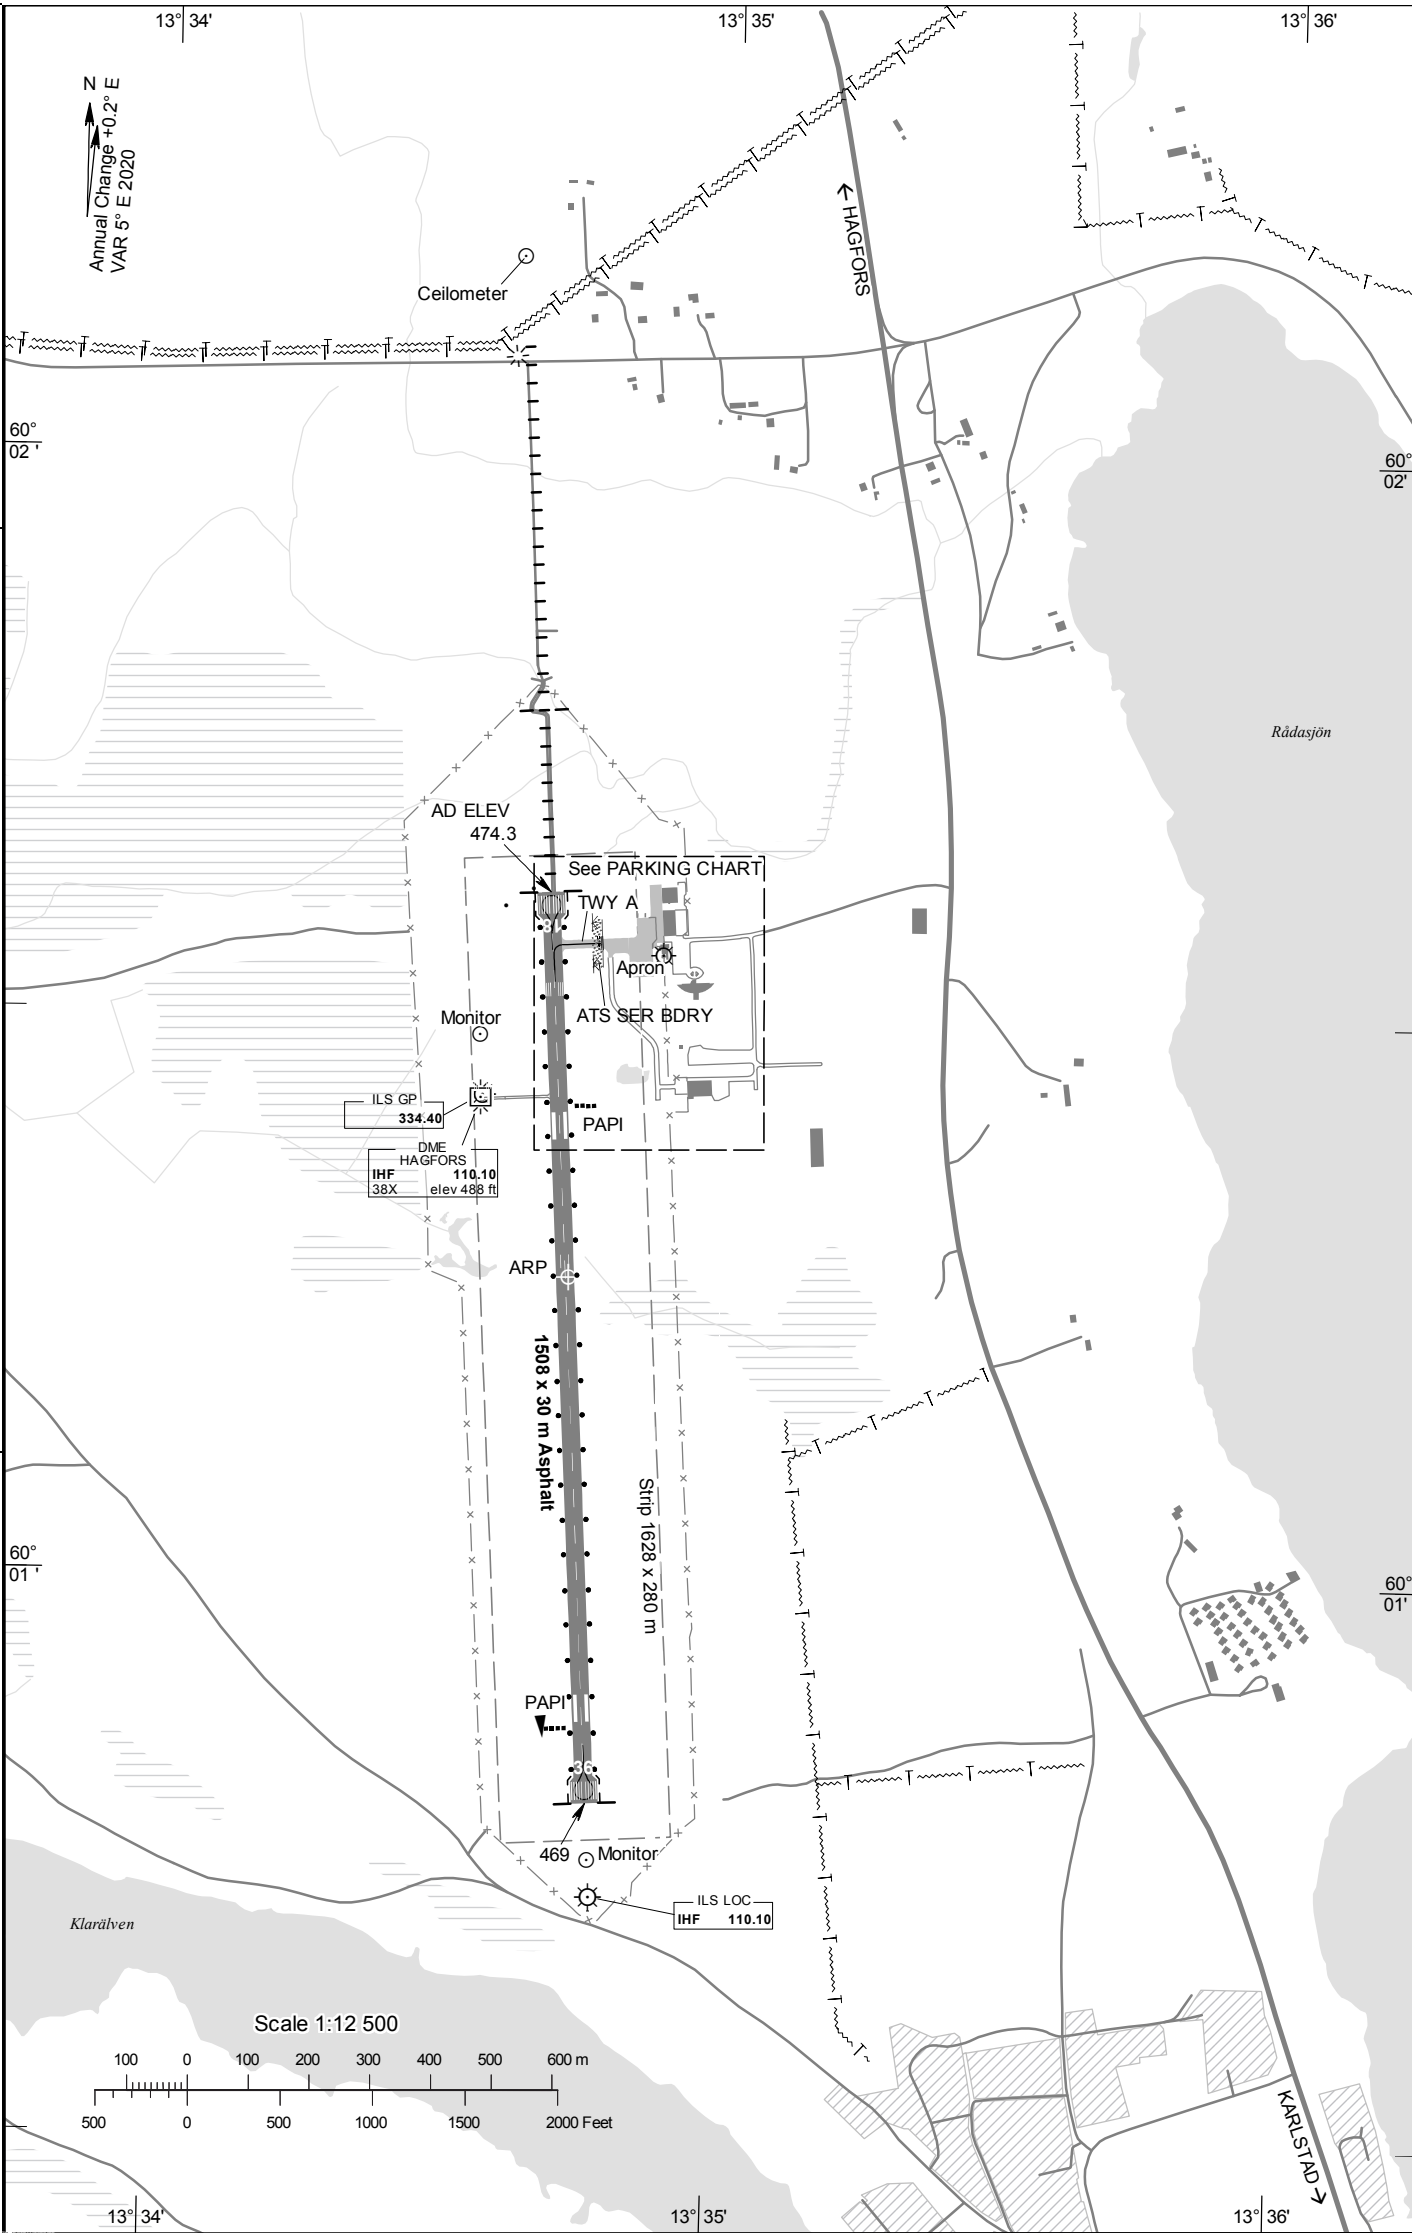 13° 34'
13° 35'
13° 36'
N
Annual Change +0.2° E
VAR 5° E 2020
← HAGFORS
Ceilometer
60°
02 '
60°
02'
Rådasjön
AD ELEV
474.3
See PARKING CHART
TWY A
18
Apron
ATS SER BDRY
Monitor
ILS GP
334.40
PAPI
DME
HAGFORS
IHF 110.10
38X elev 488 ft
ARP
1508 x 30 m Asphalt
Strip 1628 x 280 m
60°
01 '
60°
01'
PAPI
36
469
Monitor
ILS LOC
IHF 110.10
Klarälven
Scale 1:12 500
100 0 100 200 300 400 500 600 m
500 0 500 1000 1500 2000 Feet
KARLSTAD →
13° 34'
13° 35'
13° 36'